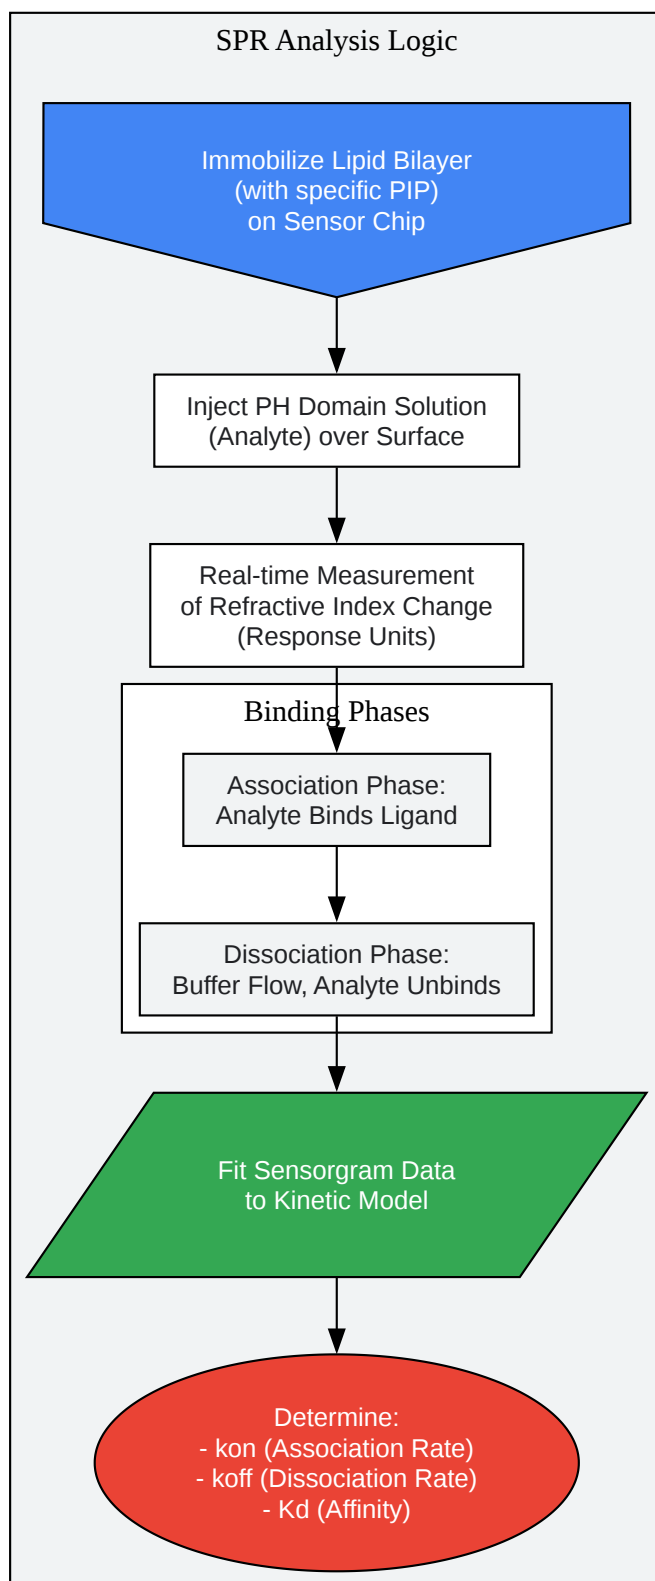 SPR Analysis Logic
Immobilize Lipid Bilayer
(with specific PIP)
on Sensor Chip
Inject PH Domain Solution
(Analyte) over Surface
Real-time Measurement
of Refractive Index Change
(Response Units)
Binding Phases
Association Phase:
Analyte Binds Ligand
Dissociation Phase:
Buffer Flow, Analyte Unbinds
Fit Sensorgram Data
to Kinetic Model
Determine:
- kon (Association Rate)
- koff (Dissociation Rate)
- Kd (Affinity)